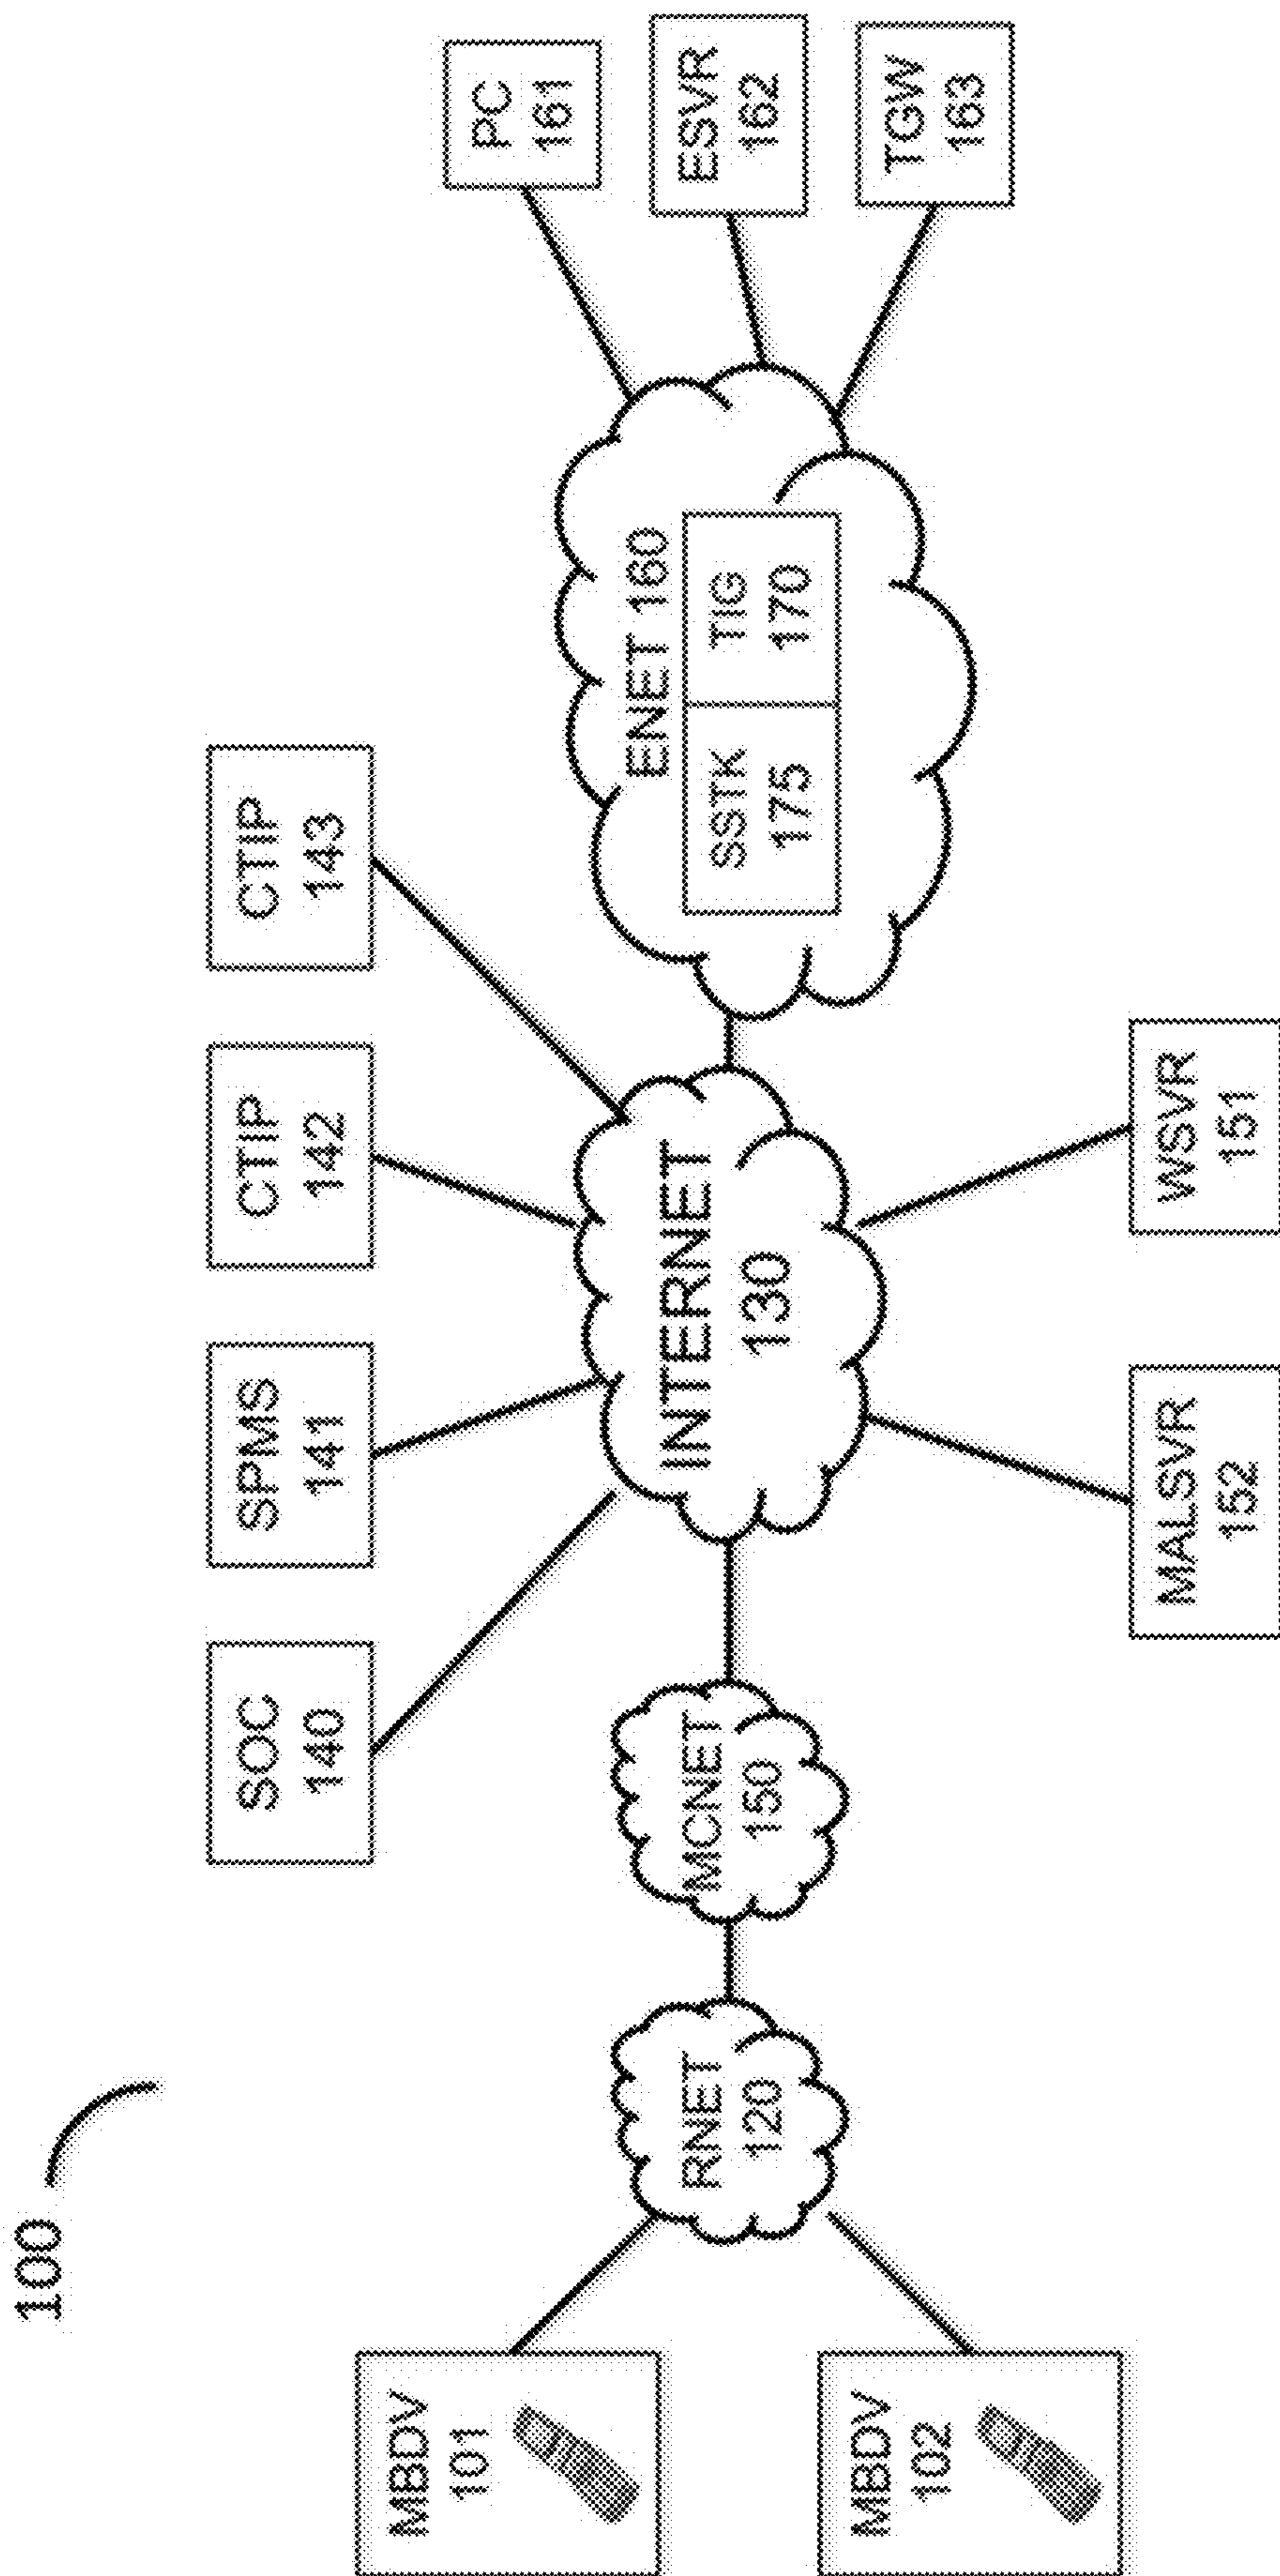 100
SOC
140
SPMS
141
CTIP
142
CTIP
143
MBDV
101
MBDV
102
RNET
120
MCNET
150
INTERNET
130
ENET 160
SSTK
175
TIG
170
PC
161
ESVR
162
TGW
163
MALSVR
152
WSVR
151